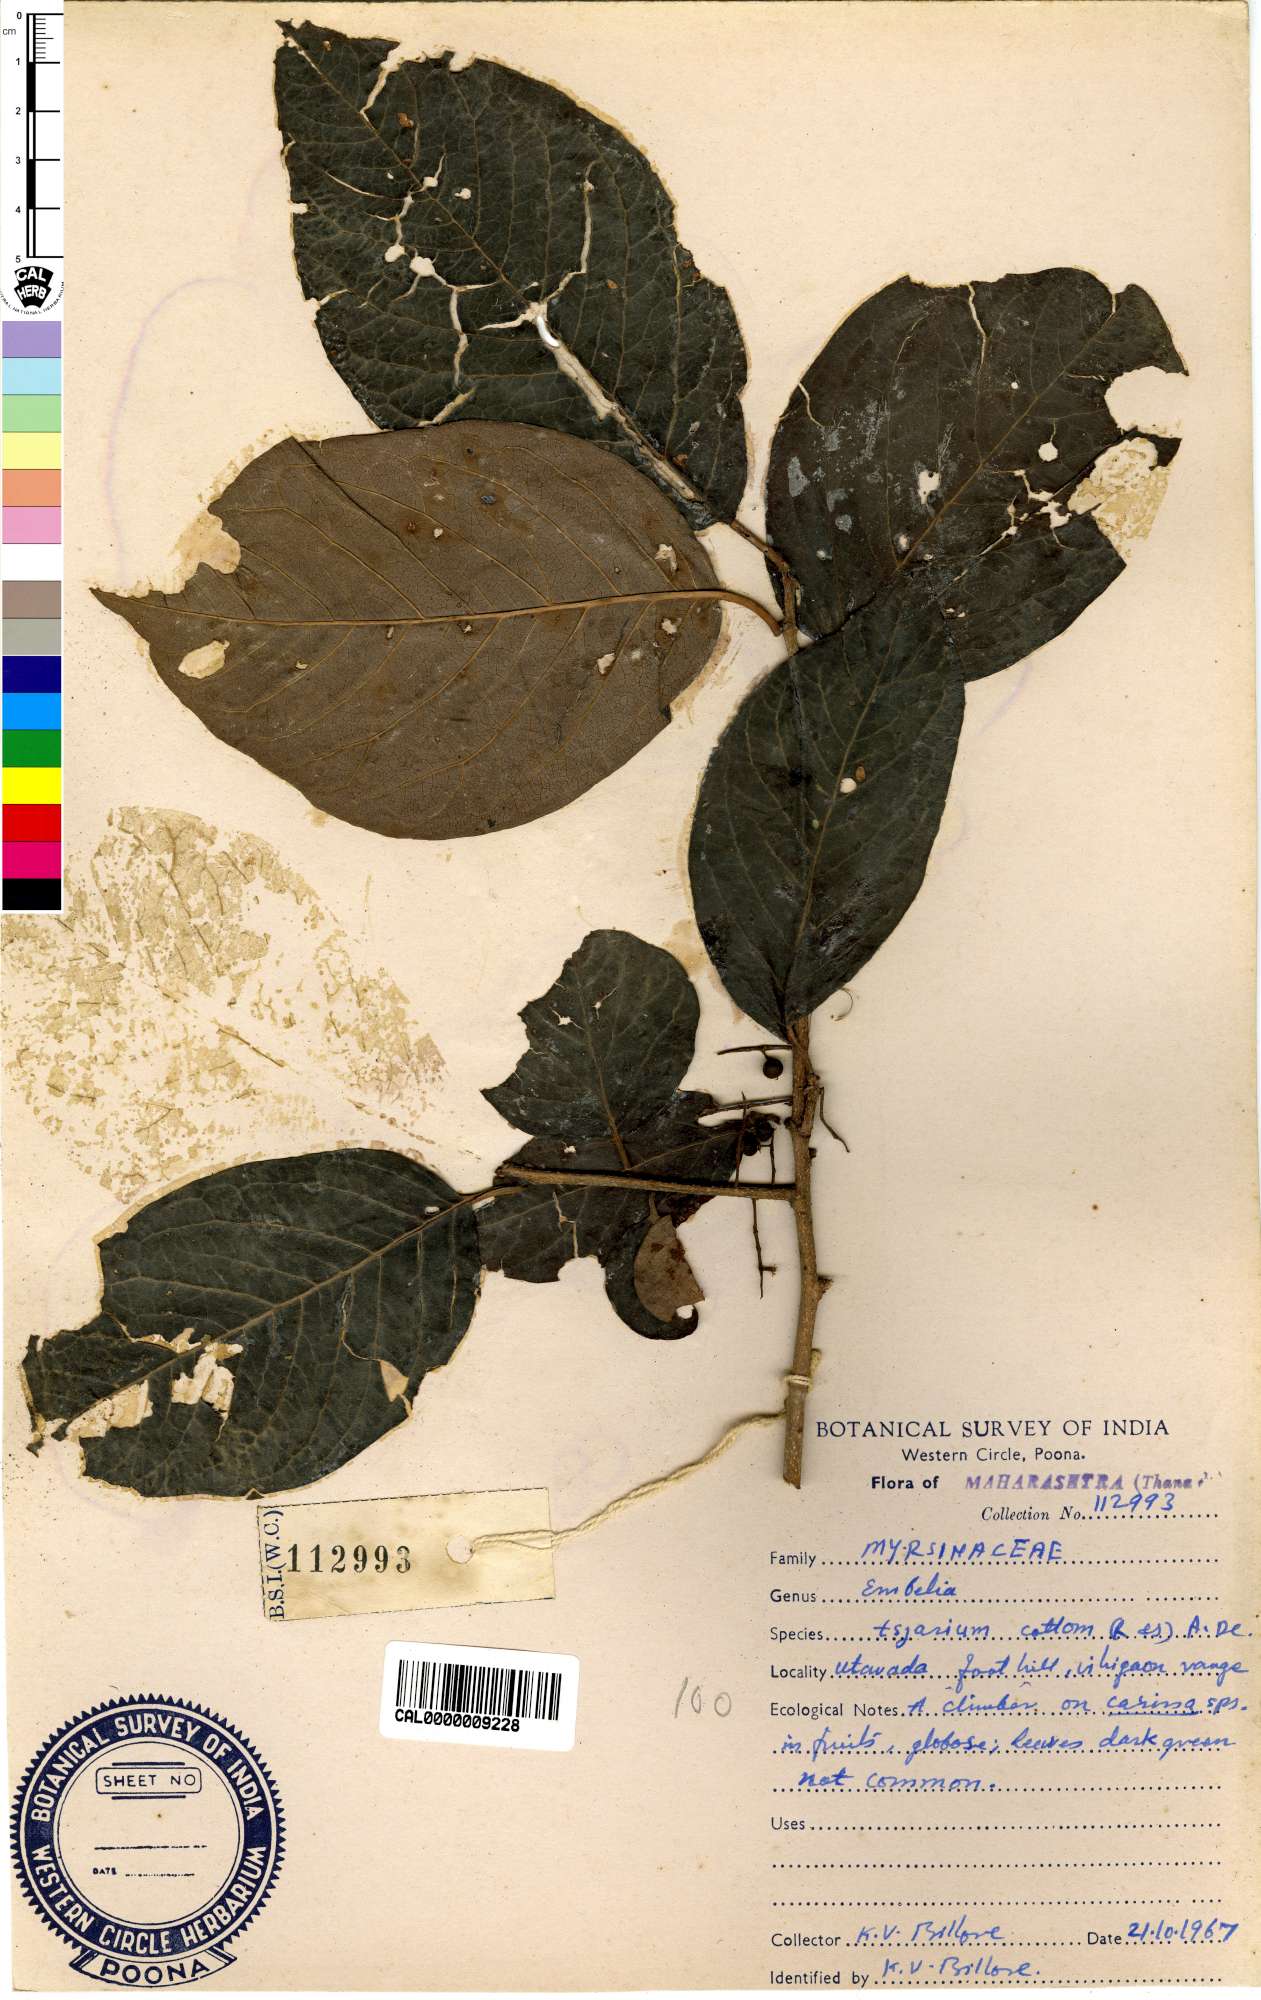 0
cm
1
2
3
4
5
CAL
HERB
BOTANICAL SURVEY OF INDIA
Western Circle, Poona.
Flora of MAHARASHTRA (Thana
Collection No. 112993
Family MYRSINACEAE
Genus Embelia
Species tsjarium cottom (R &S) A. DC.
Locality Utavada foot hill, vihigaon range
Ecological Notes A climber on carissa sps.
in fruits, globose; leaves dark green
not common.
Uses
Collector K.V. Billore Date 21.10.1967
Identified by K.V. Billore.
B.S.I.(W.C.)
112993
CAL0000009228
100
BOTANICAL SURVEY OF INDIA
SHEET NO
DATE
WESTERN CIRCLE HERBARIUM
POONA